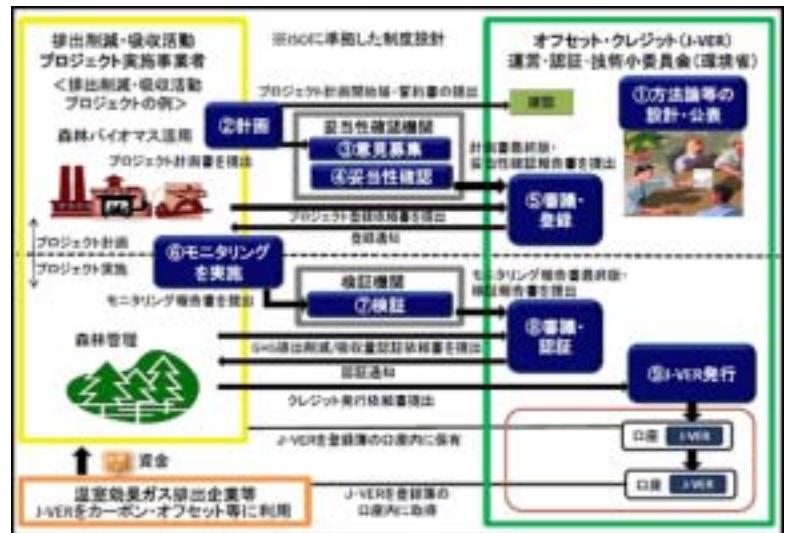 排出削減・吸収活動
プロジェクト実施事業者
＜排出削減・吸収活動
プロジェクトの例＞
※ISOに準拠した制度設計
オフセット・クレジット(J-VER)
運営・認証・技術小委員会(環境省)
プロジェクト計画開始届・誓約書の提出
確認
①方法論等の
設計・公表
②計画
森林バイオマス活用
プロジェクト計画書を提出
妥当性確認機関
③意見募集
④妥当性確認
計画書最終版・
妥当性確認報告書を提出
⑤審議・
登録
プロジェクト登録依頼書を提出
登録通知
プロジェクト計画
プロジェクト実施
⑥モニタリング
を実施
モニタリング報告書を提出
検証機関
⑦検証
モニタリング報告書最終版・
検証報告書を提出
⑧審議・
認証
森林管理
GHG排出削減/吸収量認証依頼書を提出
認証通知
クレジット発行依頼書提出
⑨J-VER発行
J-VERを登録簿の口座内に保有
口座 J-VER
資金
口座 J-VER
温室効果ガス排出企業等
J-VERをカーボン・オフセット等に利用
J-VERを登録簿の
口座内に取得